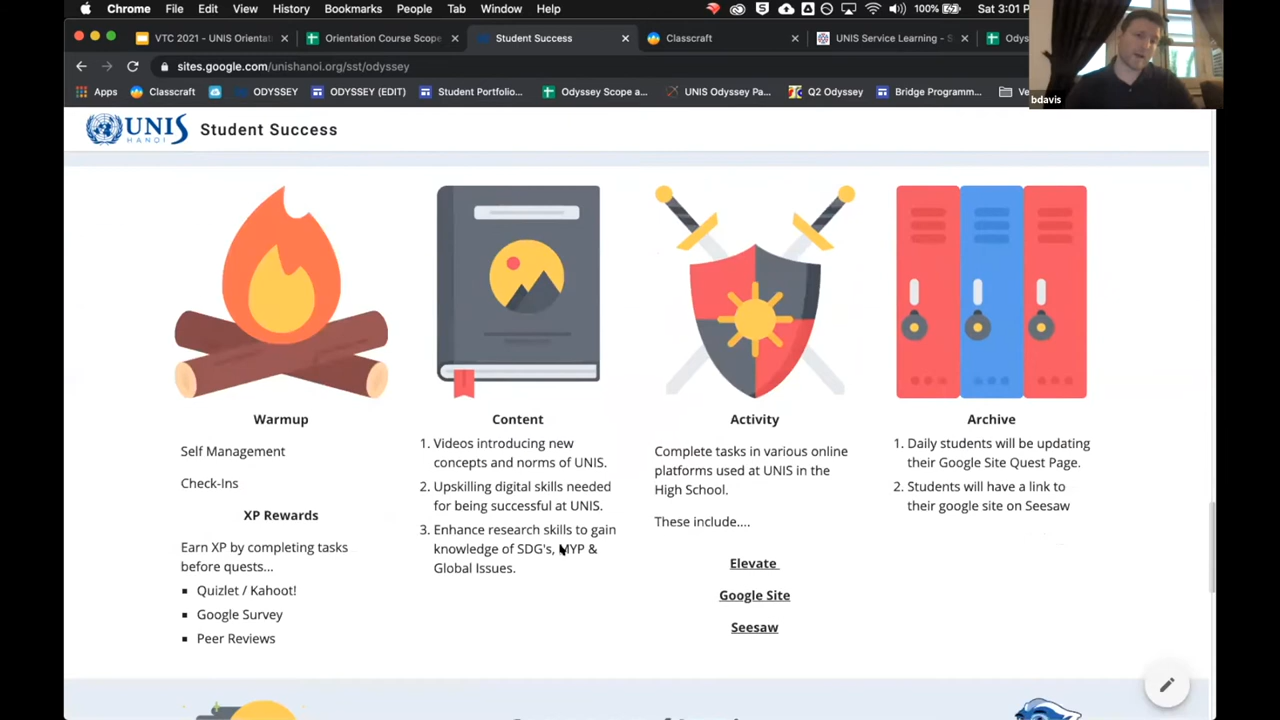 Chrome File Edit View History Bookmarks People Tab Window Help 100% Sat 3:01 P
VTC 2021 - UNIS Orientat
Orientation Course Scope
Student Success
Classcraft
UNIS Service Learning - S
Odys
sites.google.com/unishanoi.org/sst/odyssey
Apps Classcraft ODYSSEY ODYSSEY (EDIT) Student Portfolio... Odyssey Scope a... UNIS Odyssey Pa... Q2 Odyssey Bridge Programm... Ve
bdavis
UNIS
HANOI
Student Success
Warmup
Self Management
Check-Ins
XP Rewards
Earn XP by completing tasks
before quests...
Quizlet / Kahoot!
Google Survey
Peer Reviews
Content
1. Videos introducing new
concepts and norms of UNIS.
2. Upskilling digital skills needed
for being successful at UNIS.
3. Enhance research skills to gain
knowledge of SDG's, MYP &
Global Issues.
Activity
Complete tasks in various online
platforms used at UNIS in the
High School.
These include....
Elevate
Google Site
Seesaw
Archive
1. Daily students will be updating
their Google Site Quest Page.
2. Students will have a link to
their google site on Seesaw